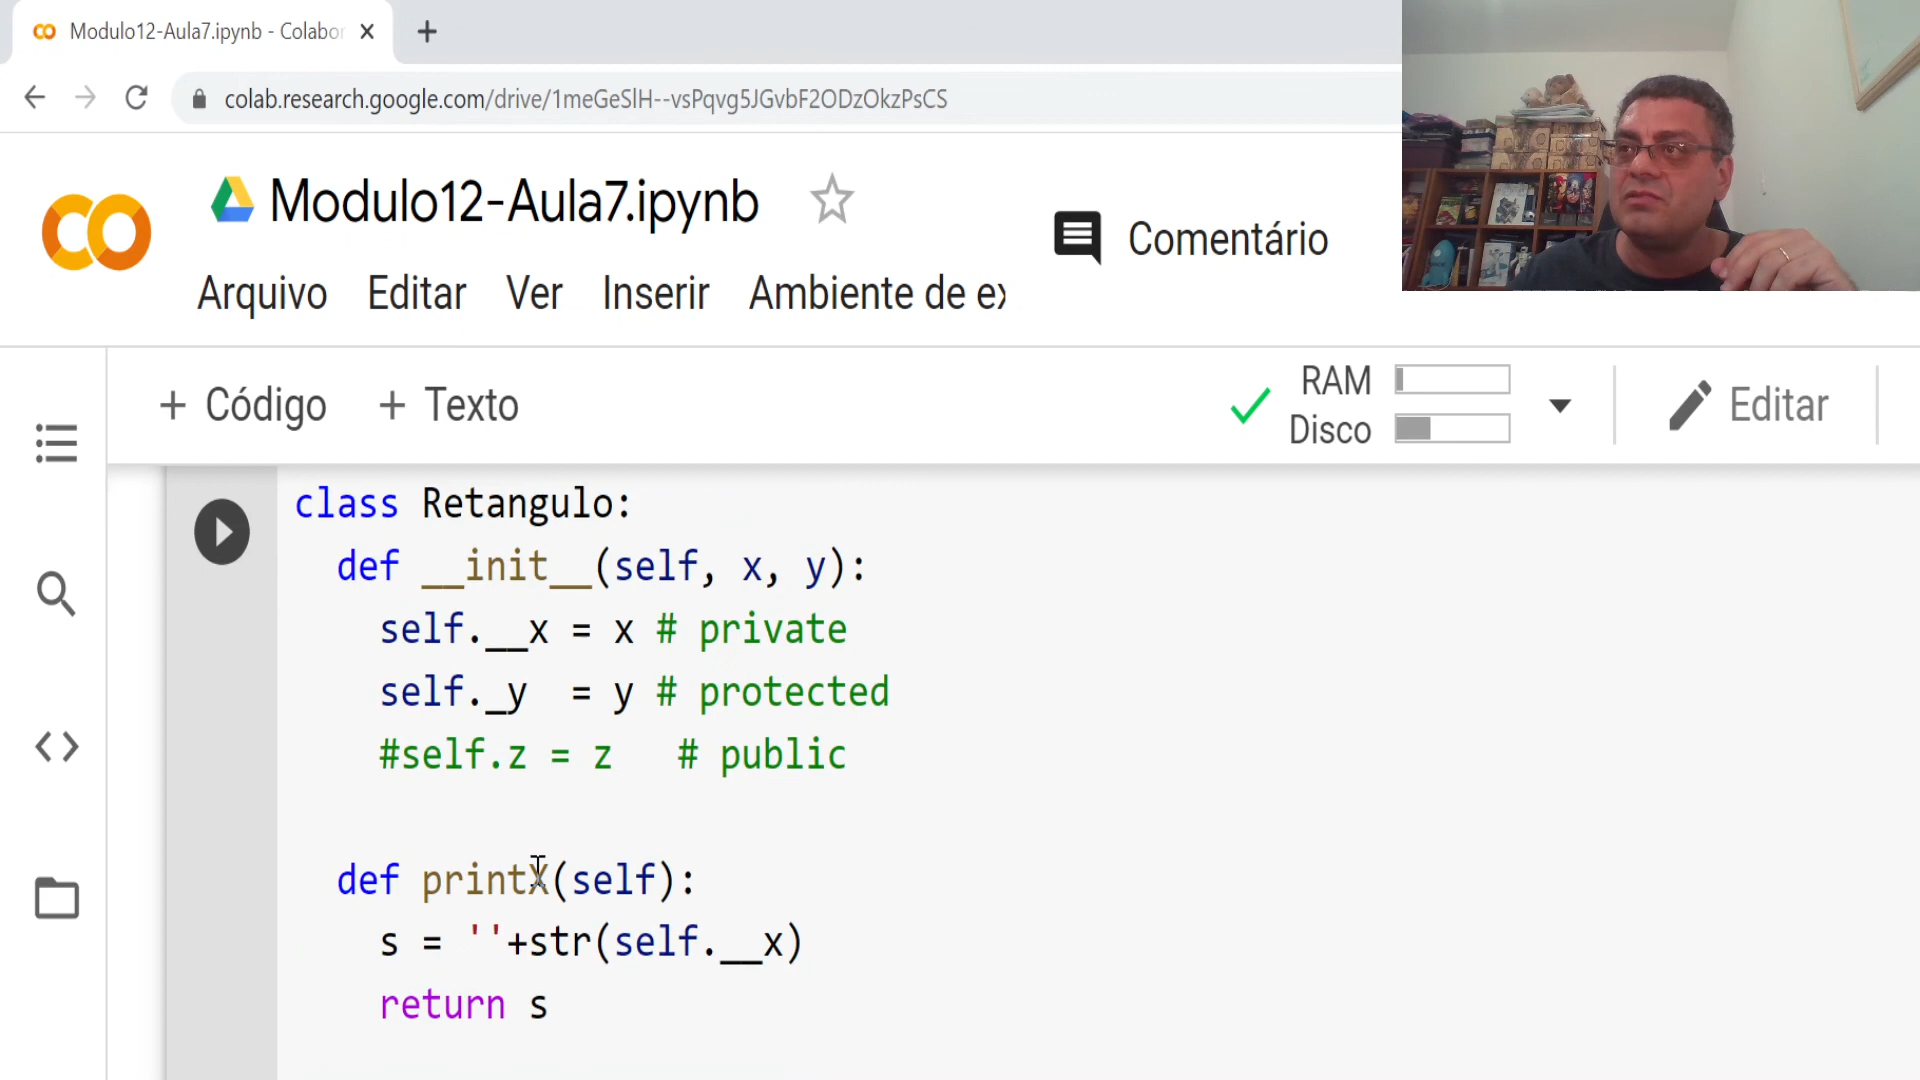 Modulo12-Aula7.ipynb - Colabor
colab.research.google.com/drive/1meGeSlH--vsPqvg5JGvbF2ODzOkzPsCS
Modulo12-Aula7.ipynb
Comentário
Arquivo Editar Ver Inserir Ambiente de ex
+ Código + Texto
RAM
Disco
Editar
class Retangulo:
def __init__(self, x, y):
self.__x = x # private
self._y = y # protected
#self.z = z # public
def printX(self):
s = ''+str(self.__x)
return s